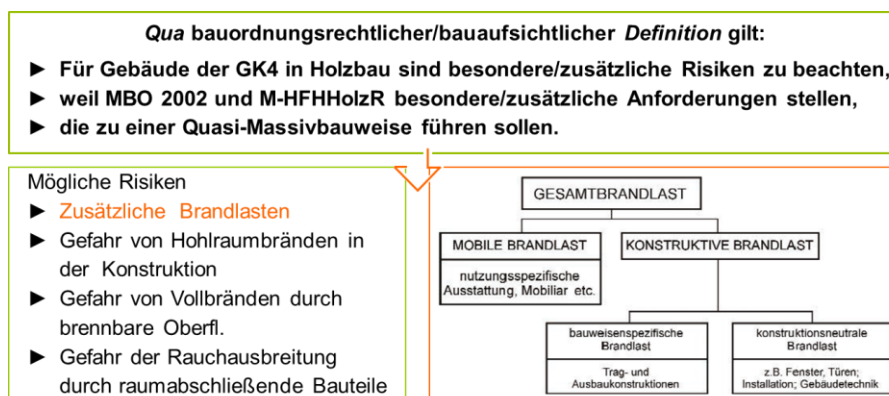 Qua bauordnungsrechtlicher/bauaufsichtlicher Definition gilt:
► Für Gebäude der GK4 in Holzbau sind besondere/zusätzliche Risiken zu beachten,
► weil MBO 2002 und M-HFHHolzR besondere/zusätzliche Anforderungen stellen,
► die zu einer Quasi-Massivbauweise führen sollen.
Mögliche Risiken
► Zusätzliche Brandlasten
► Gefahr von Hohlraumbränden in
der Konstruktion
► Gefahr von Vollbränden durch
brennbare Oberfl.
► Gefahr der Rauchausbreitung
durch raumabschließende Bauteile
GESAMTBRANDLAST
MOBILE BRANDLAST
nutzungsspezifische
Ausstattung, Mobiliar etc.
KONSTRUKTIVE BRANDLAST
bauweisenspezifische
Brandlast
Trag- und
Ausbaukonstruktionen
konstruktionsneutrale
Brandlast
z.B. Fenster, Türen;
Installation; Gebäudetechnik